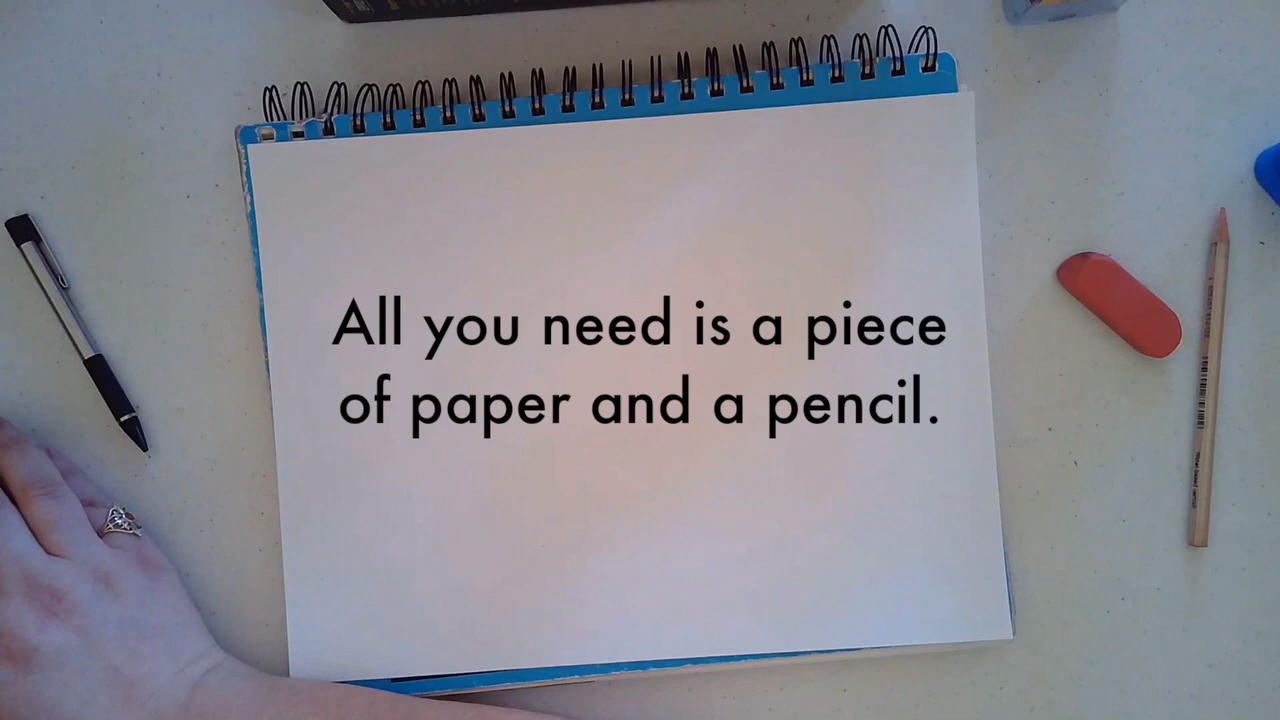 All you need is a piece
of paper and a pencil.